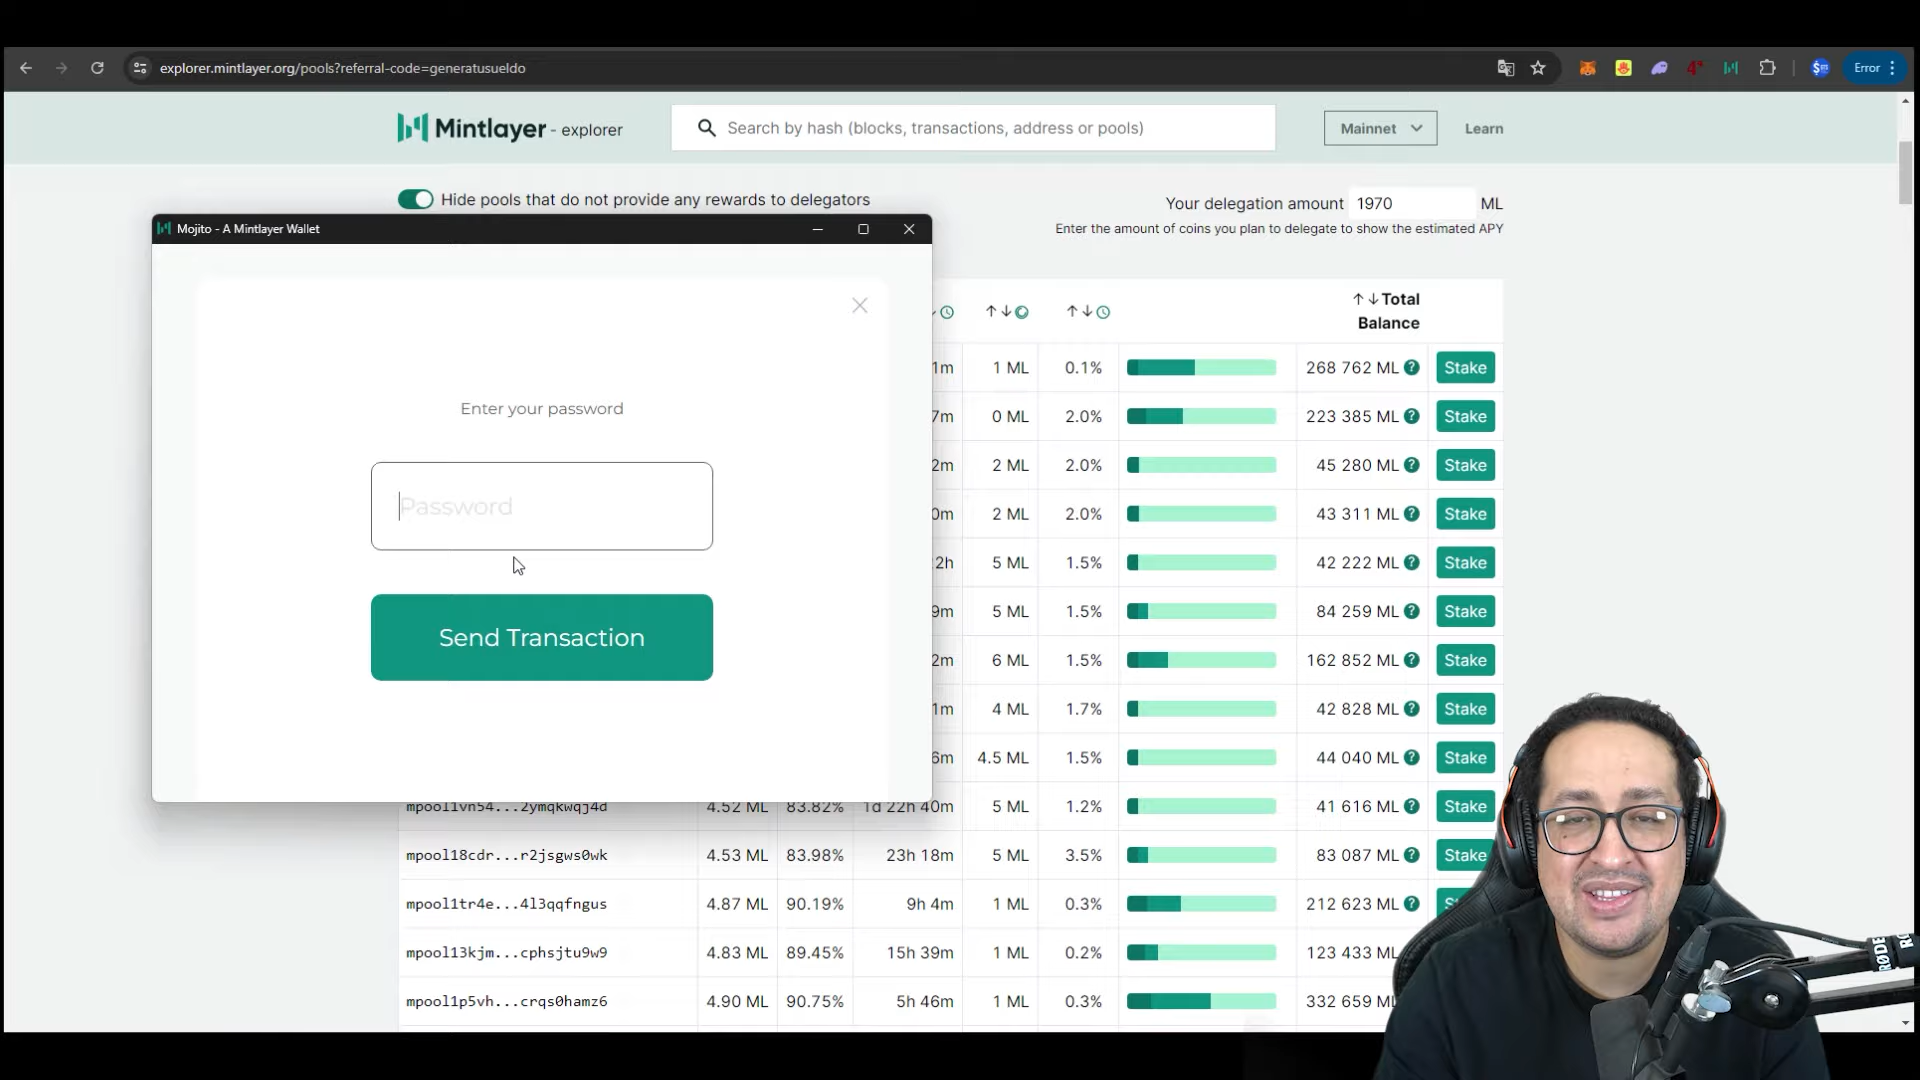 explorer.mintlayer.org/pools?referral-code=generatusueldo
Error
Mintlayer - explorer
Search by hash (blocks, transactions, address or pools)
Mainnet
Learn
Hide pools that do not provide any rewards to delegators
Your delegation amount 1970 ML
Enter the amount of coins you plan to delegate to show the estimated APY
Mojito - A Mintlayer Wallet
Enter your password
Password
Send Transaction
↑↓Total
Balance
1m 1 ML 0.1% 268 762 ML Stake
7m 0 ML 2.0% 223 385 ML Stake
2m 2 ML 2.0% 45 280 ML Stake
0m 2 ML 2.0% 43 311 ML Stake
2h 5 ML 1.5% 42 222 ML Stake
9m 5 ML 1.5% 84 259 ML Stake
2m 6 ML 1.5% 162 852 ML Stake
1m 4 ML 1.7% 42 828 ML Stake
6m 4.5 ML 1.5% 44 040 ML Stake
mpool1vn54...2ymqkwqj4d 4.52 ML 83.82% 1d 22h 40m 5 ML 1.2% 41 616 ML Stake
mpool18cdr...r2jsgws0wk 4.53 ML 83.98% 23h 18m 5 ML 3.5% 83 087 ML Stake
mpool1tr4e...4l3qqfngus 4.87 ML 90.19% 9h 4m 1 ML 0.3% 212 623 ML
mpool13kjm...cphsjtu9w9 4.83 ML 89.45% 15h 39m 1 ML 0.2% 123 433 ML
mpool1p5vh...crqs0hamz6 4.90 ML 90.75% 5h 46m 1 ML 0.3% 332 659 ML
RØDE